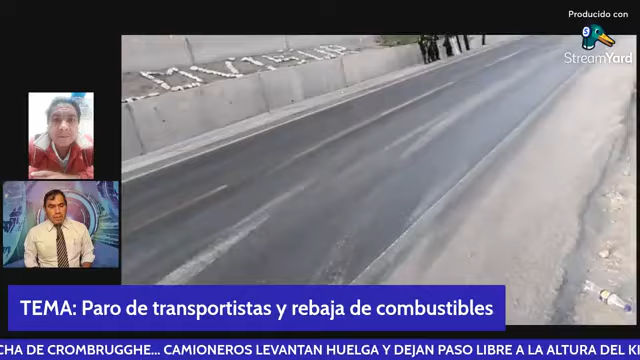 Producido con
StreamYard
TEMA: Paro de transportistas y rebaja de combustibles
CHA DE CROMBRUGGHE... CAMIONEROS LEVANTAN HUELGA Y DEJAN PASO LIBRE A LA ALTURA DEL K